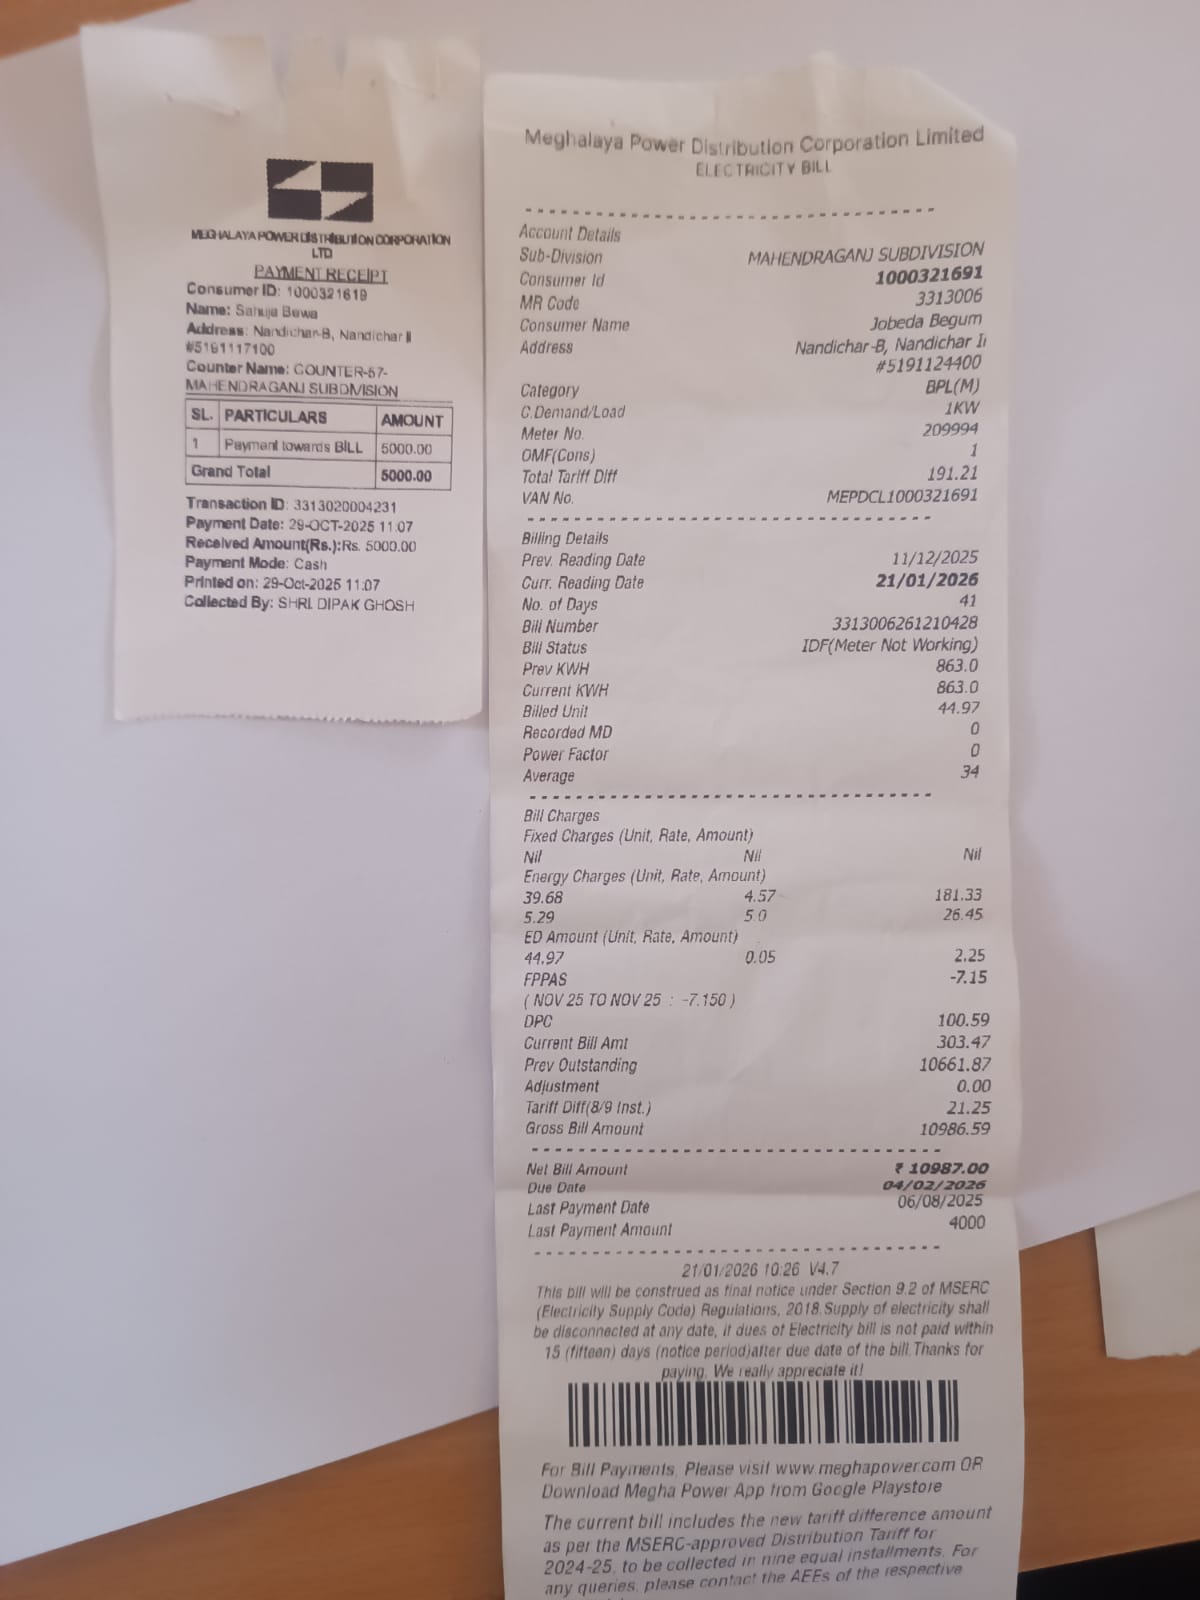 MEGHALAYA POWER DISTRIBUTION CORPORATION
LTD
PAYMENT RECEIPT
Consumer ID: 1000321619
Name: Sahuja Bewa
Address: Nandichar-B, Nandichar II
#5191117100
Counter Name: COUNTER-57-
MAHENDRAGANJ SUBDIVISION
SL. PARTICULARS AMOUNT
1 Payment towards BILL 5000.00
Grand Total 5000.00
Transaction ID: 3313020004231
Payment Date: 29-OCT-2025 11:07
Received Amount(Rs.):Rs. 5000.00
Payment Mode: Cash
Printed on: 29-Oct-2025 11:07
Collected By: SHRI. DIPAK GHOSH
Meghalaya Power Distribution Corporation Limited
ELECTRICITY BILL
Account Details
Sub-Division MAHENDRAGANJ SUBDIVISION
Consumer Id 1000321691
MR Code 3313006
Consumer Name Jobeda Begum
Address Nandichar-B, Nandichar Ii
#5191124400
Category BPL(M)
C.Demand/Load 1KW
Meter No. 209994
OMF(Cons) 1
Total Tariff Diff 191.21
VAN No. MEPDCL1000321691
Billing Details
Prev. Reading Date 11/12/2025
Curr. Reading Date 21/01/2026
No. of Days 41
Bill Number 3313006261210428
Bill Status IDF(Meter Not Working)
Prev KWH 863.0
Current KWH 863.0
Billed Unit 44.97
Recorded MD 0
Power Factor 0
Average 34
Bill Charges
Fixed Charges (Unit, Rate, Amount)
Nil Nil Nil
Energy Charges (Unit, Rate, Amount)
39.68 4.57 181.33
5.29 5.0 26.45
ED Amount (Unit, Rate, Amount)
44.97 0.05 2.25
FPPAS -7.15
( NOV 25 TO NOV 25 : -7.150 )
DPC 100.59
Current Bill Amt 303.47
Prev Outstanding 10661.87
Adjustment 0.00
Tariff Diff(8/9 Inst.) 21.25
Gross Bill Amount 10986.59
Net Bill Amount ₹ 10987.00
Due Date 04/02/2026
Last Payment Date 06/08/2025
Last Payment Amount 4000
21/01/2026 10:26 V4.7
This bill will be construed as final notice under Section 9.2 of MSERC
(Electricity Supply Code) Regulations, 2018.Supply of electricity shall
be disconnected at any date, if dues of Electricity bill is not paid within
15 (fifteen) days (notice period)after due date of the bill.Thanks for
paying. We really appreciate it!
For Bill Payments, Please visit www.meghapower.com OR
Download Megha Power App from Google Playstore
The current bill includes the new tariff difference amount
as per the MSERC-approved Distribution Tariff for
2024-25, to be collected in nine equal installments. For
any queries, please contact the AEEs of the respective